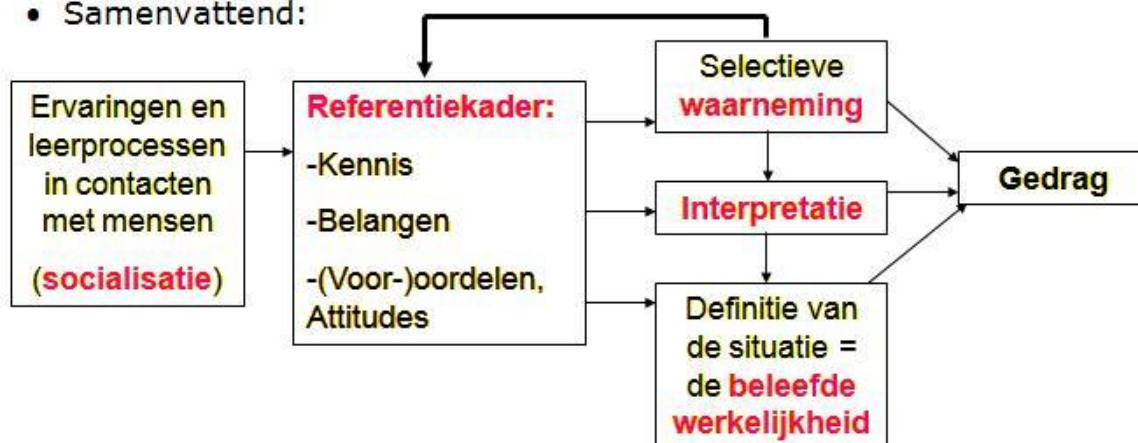 • Samenvattend:
Ervaringen en
leerprocessen
in contacten
met mensen
(socialisatie)
Referentiekader:
-Kennis
-Belangen
-(Voor-)oordelen,
Attitudes
Selectieve
waarneming
Interpretatie
Definitie van
de situatie =
de beleefde
werkelijkheid
Gedrag